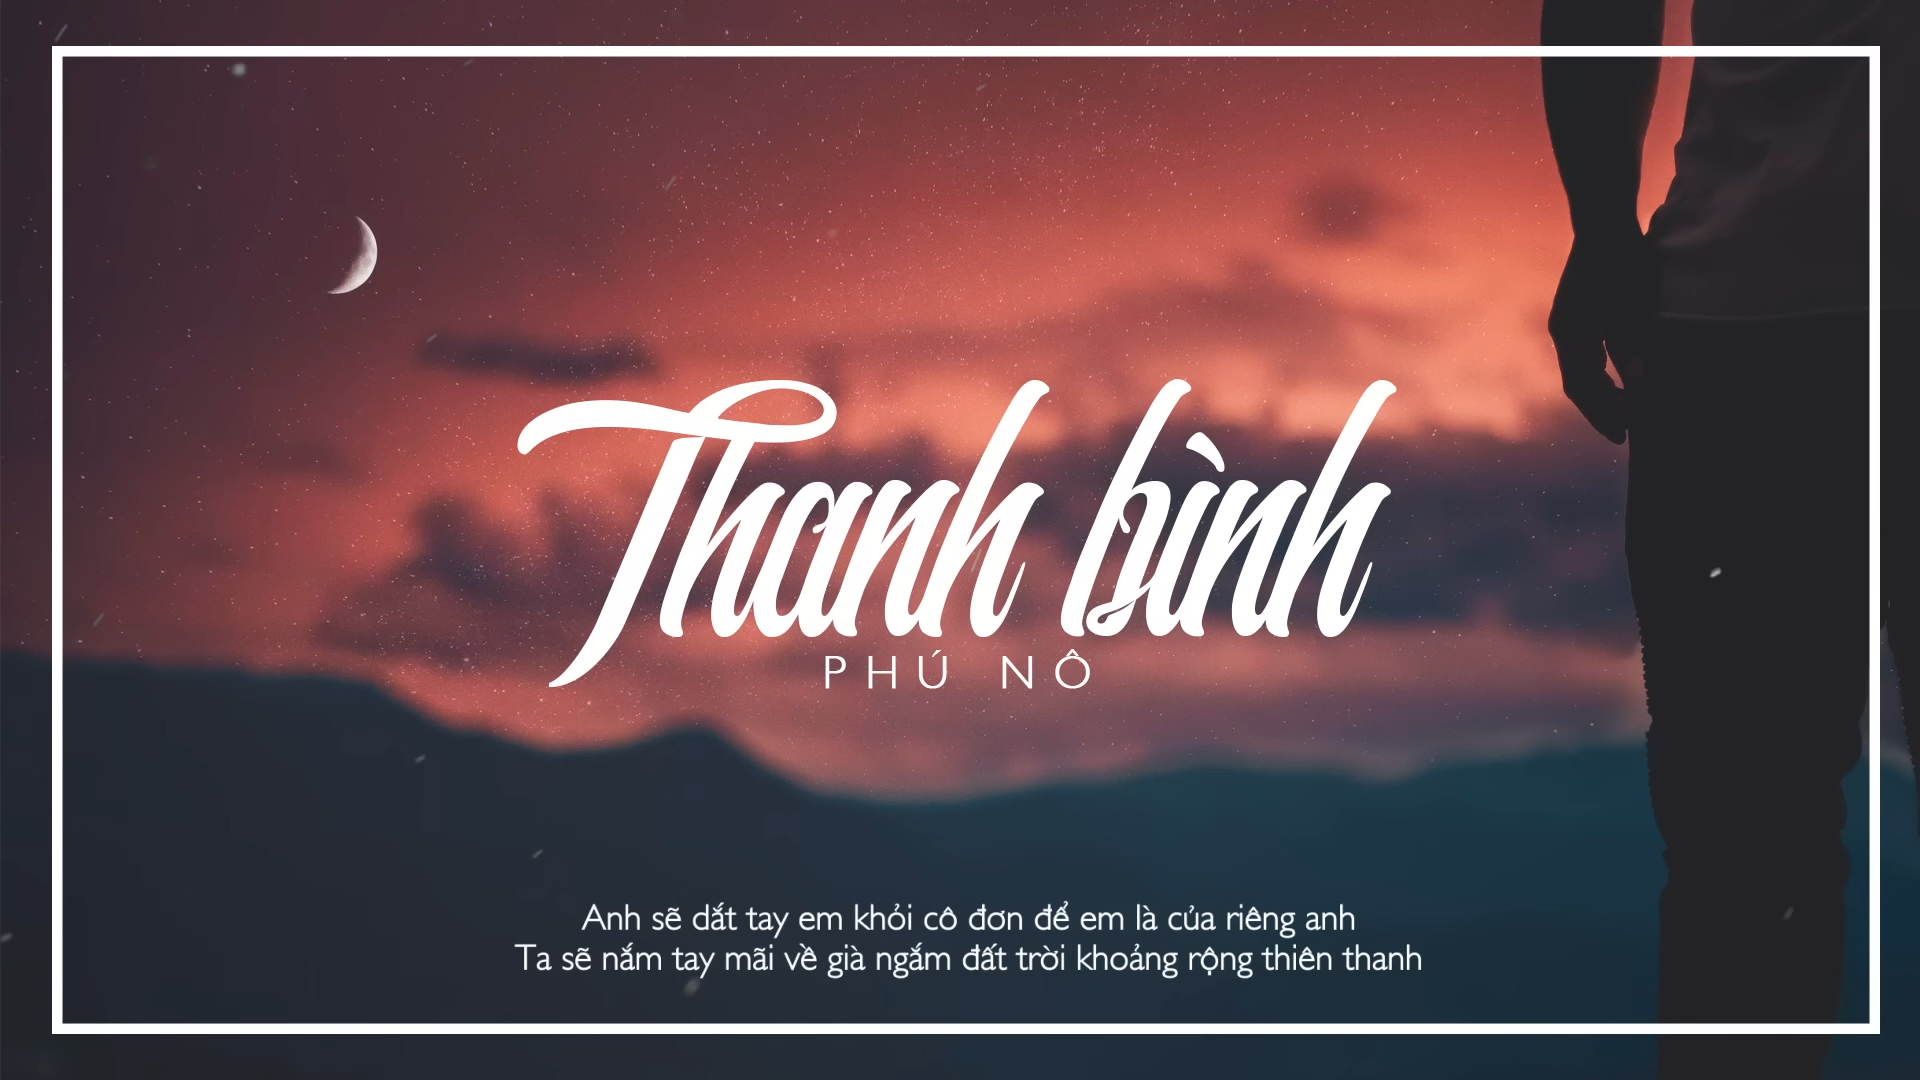 Thanh bình
PHÚ NÔ
Anh sẽ dắt tay em khỏi cô đơn để em là của riêng anh
Ta sẽ nắm tay mãi về già ngắm đất trời khoảng rộng thiên thanh